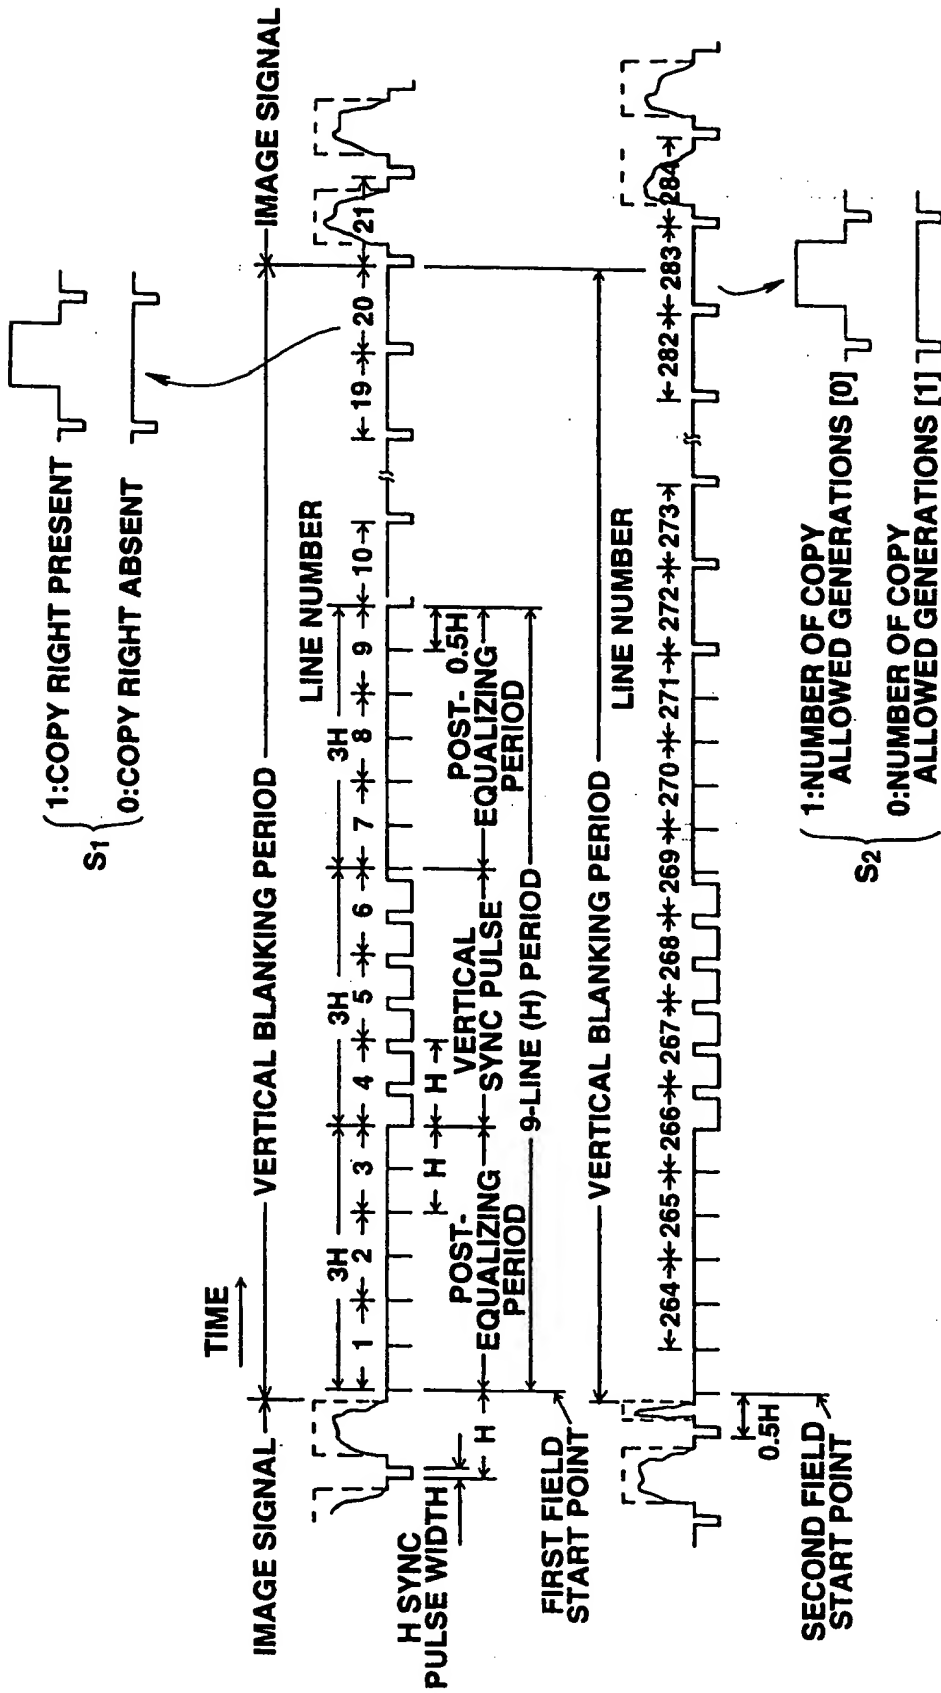 S1
1:COPY RIGHT PRESENT
0:COPY RIGHT ABSENT
TIME
IMAGE SIGNAL
VERTICAL BLANKING PERIOD
IMAGE SIGNAL
LINE NUMBER
3H
3H
3H
1 2 3 4 5 6 7 8 9 10 19 20 21
H SYNC
PULSE WIDTH
H
H
H
0.5H
POST-
EQUALIZING
PERIOD
VERTICAL
SYNC PULSE
POST-
EQUALIZING
PERIOD
9-LINE (H) PERIOD
FIRST FIELD
START POINT
VERTICAL BLANKING PERIOD
LINE NUMBER
264 265 266 267 268 269 270 271 272 273 282 283 284
0.5H
SECOND FIELD
START POINT
S2
1:NUMBER OF COPY
ALLOWED GENERATIONS [0]
0:NUMBER OF COPY
ALLOWED GENERATIONS [1]